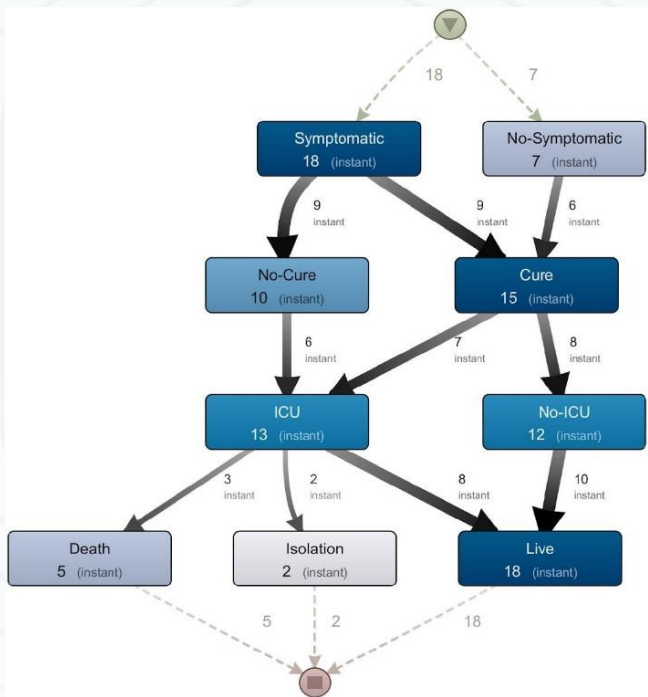 18
7
Symptomatic
18 (instant)
No-Symptomatic
7 (instant)
9
instant
9
instant
6
instant
No-Cure
10 (instant)
Cure
15 (instant)
6
instant
7
instant
8
instant
ICU
13 (instant)
No-ICU
12 (instant)
3
instant
2
instant
8
instant
10
instant
Death
5 (instant)
Isolation
2 (instant)
Live
18 (instant)
5
2
18